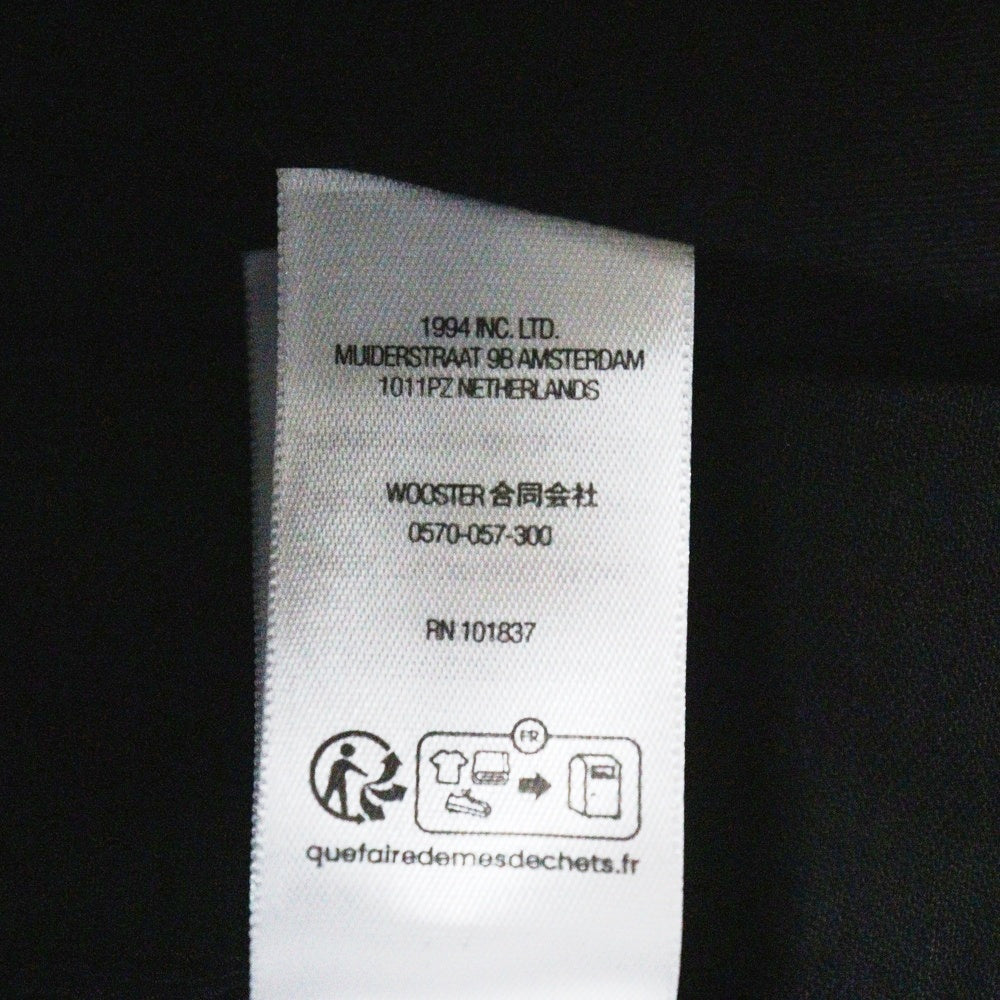 1994 INC. LTD.
MUIDERSTRAAT 9B AMSTERDAM
1011PZ NETHERLANDS
WOOSTER 合同会社
0570-057-300
RN 101837
FR
quefairedemesdechets.fr